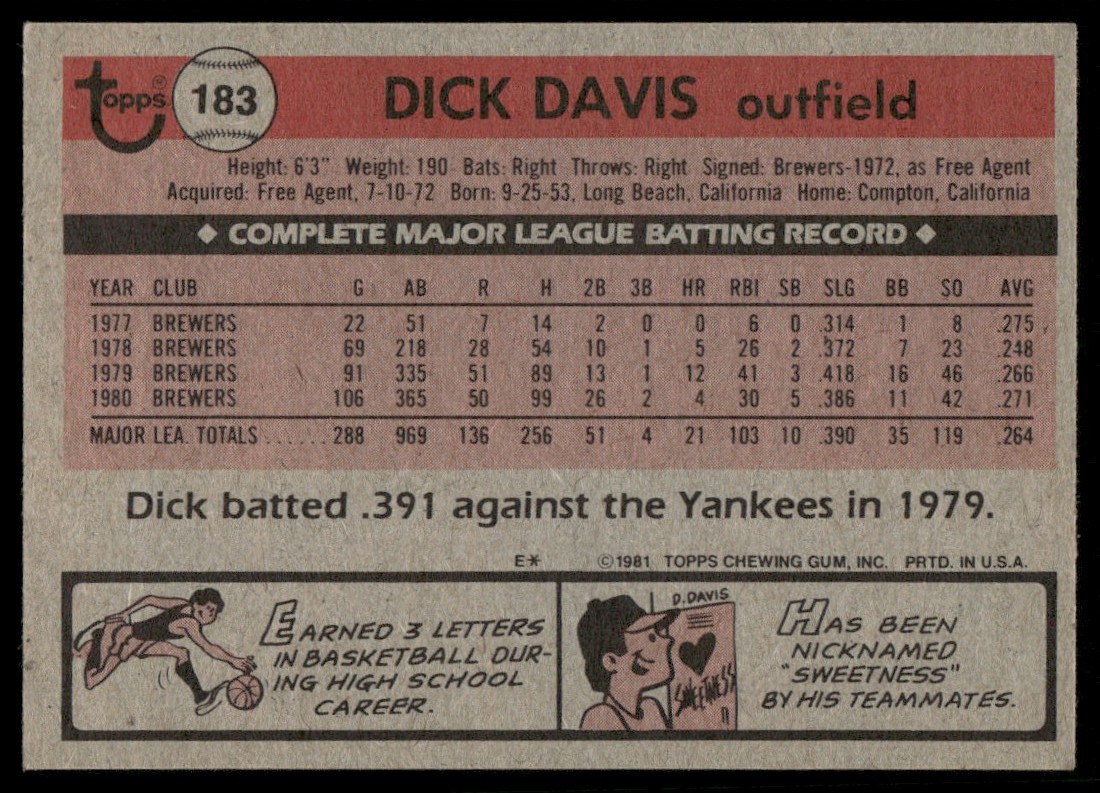 Topps® 183 DICK DAVIS outfield
Height: 6'3" Weight: 190 Bats: Right Throws: Right Signed: Brewers-1972, as Free Agent
Acquired: Free Agent, 7-10-72 Born: 9-25-53, Long Beach, California Home: Compton, California
◆ COMPLETE MAJOR LEAGUE BATTING RECORD ◆
YEAR CLUB G AB R H 2B 3B HR RBI SB SLG BB SO AVG
1977 BREWERS 22 51 7 14 2 0 0 6 0 .314 1 8 .275
1978 BREWERS 69 218 28 54 10 1 5 26 2 .372 7 23 .248
1979 BREWERS 91 335 51 89 13 1 12 41 3 .418 16 46 .266
1980 BREWERS 106 365 50 99 26 2 4 30 5 .386 11 42 .271
MAJOR LEA. TOTALS ...... 288 969 136 256 51 4 21 103 10 .390 35 119 .264
Dick batted .391 against the Yankees in 1979.
E* ©1981 TOPPS CHEWING GUM, INC. PRTD. IN U.S.A.
EARNED 3 LETTERS
IN BASKETBALL DUR-
ING HIGH SCHOOL
CAREER.
D. DAVIS
SWEETNESS
11
HAS BEEN
NICKNAMED
"SWEETNESS"
BY HIS TEAMMATES.